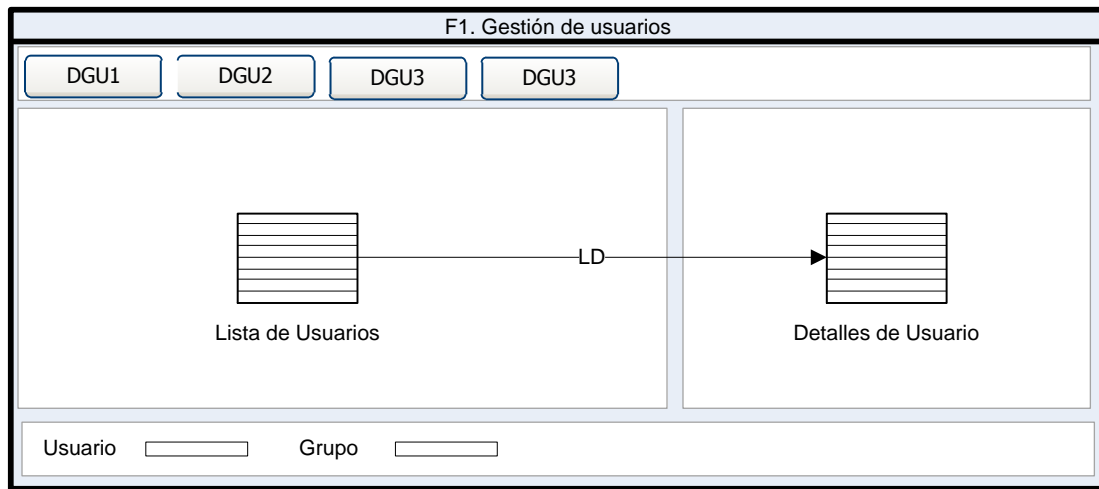 F1. Gestión de usuarios
DGU1 DGU2 DGU3 DGU3
LD
Lista de Usuarios Detalles de Usuario
Usuario Grupo